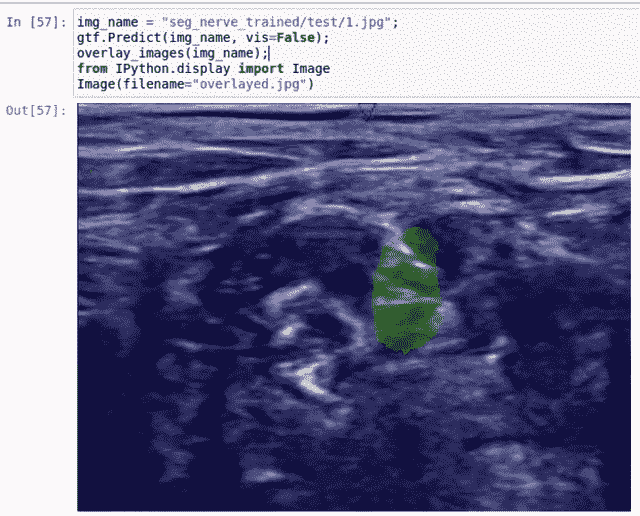 In [57]:
img_name = "seg_nerve_trained/test/1.jpg";
gtf.Predict(img_name, vis=False);
overlay_images(img_name);
from IPython.display import Image
Image(filename="overlayed.jpg")
Out[57]: